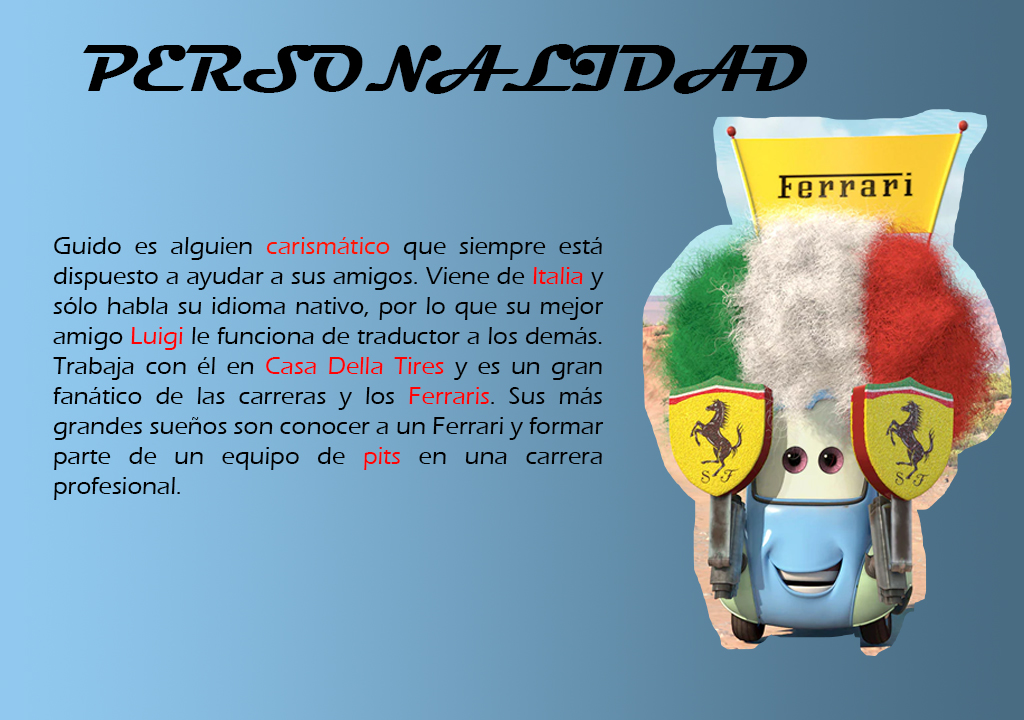 PERSONALIDAD
Ferrari
Guido es alguien carismático que siempre está
dispuesto a ayudar a sus amigos. Viene de Italia y
sólo habla su idioma nativo, por lo que su mejor
amigo Luigi le funciona de traductor a los demás.
Trabaja con él en Casa Della Tires y es un gran
fanático de las carreras y los Ferraris. Sus más
grandes sueños son conocer a un Ferrari y formar
parte de un equipo de pits en una carrera
profesional.
S F
S F